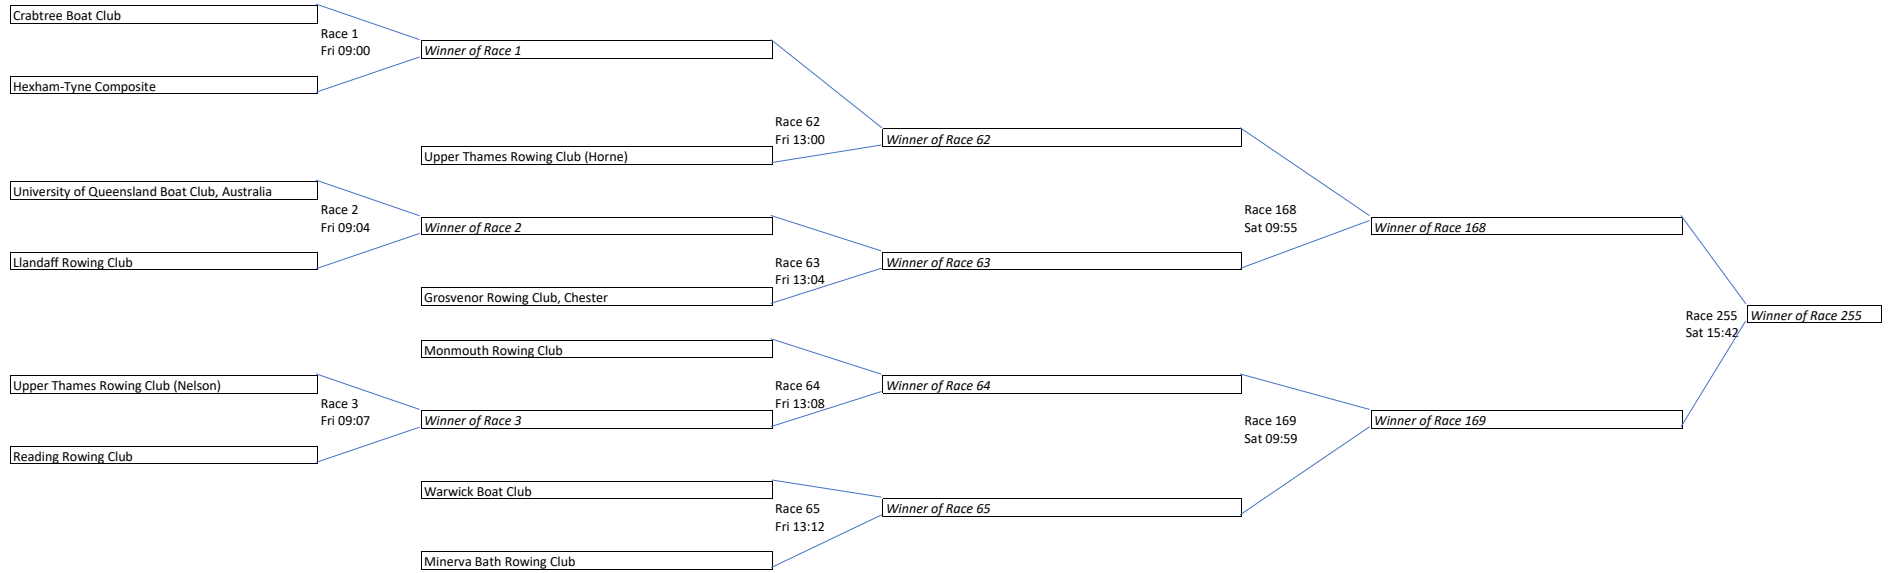 Crabtree Boat Club
Race 1
Fri 09:00
Winner of Race 1
Hexham-Tyne Composite
Race 62
Fri 13:00
Winner of Race 62
Upper Thames Rowing Club (Horne)
University of Queensland Boat Club, Australia
Race 2
Fri 09:04
Winner of Race 2
Race 168
Sat 09:55
Winner of Race 168
Llandaff Rowing Club
Race 63
Fri 13:04
Winner of Race 63
Grosvenor Rowing Club, Chester
Race 255
Sat 15:42
Winner of Race 255
Monmouth Rowing Club
Upper Thames Rowing Club (Nelson)
Race 64
Fri 13:08
Winner of Race 64
Race 3
Fri 09:07
Winner of Race 3
Race 169
Sat 09:59
Winner of Race 169
Reading Rowing Club
Warwick Boat Club
Race 65
Fri 13:12
Winner of Race 65
Minerva Bath Rowing Club